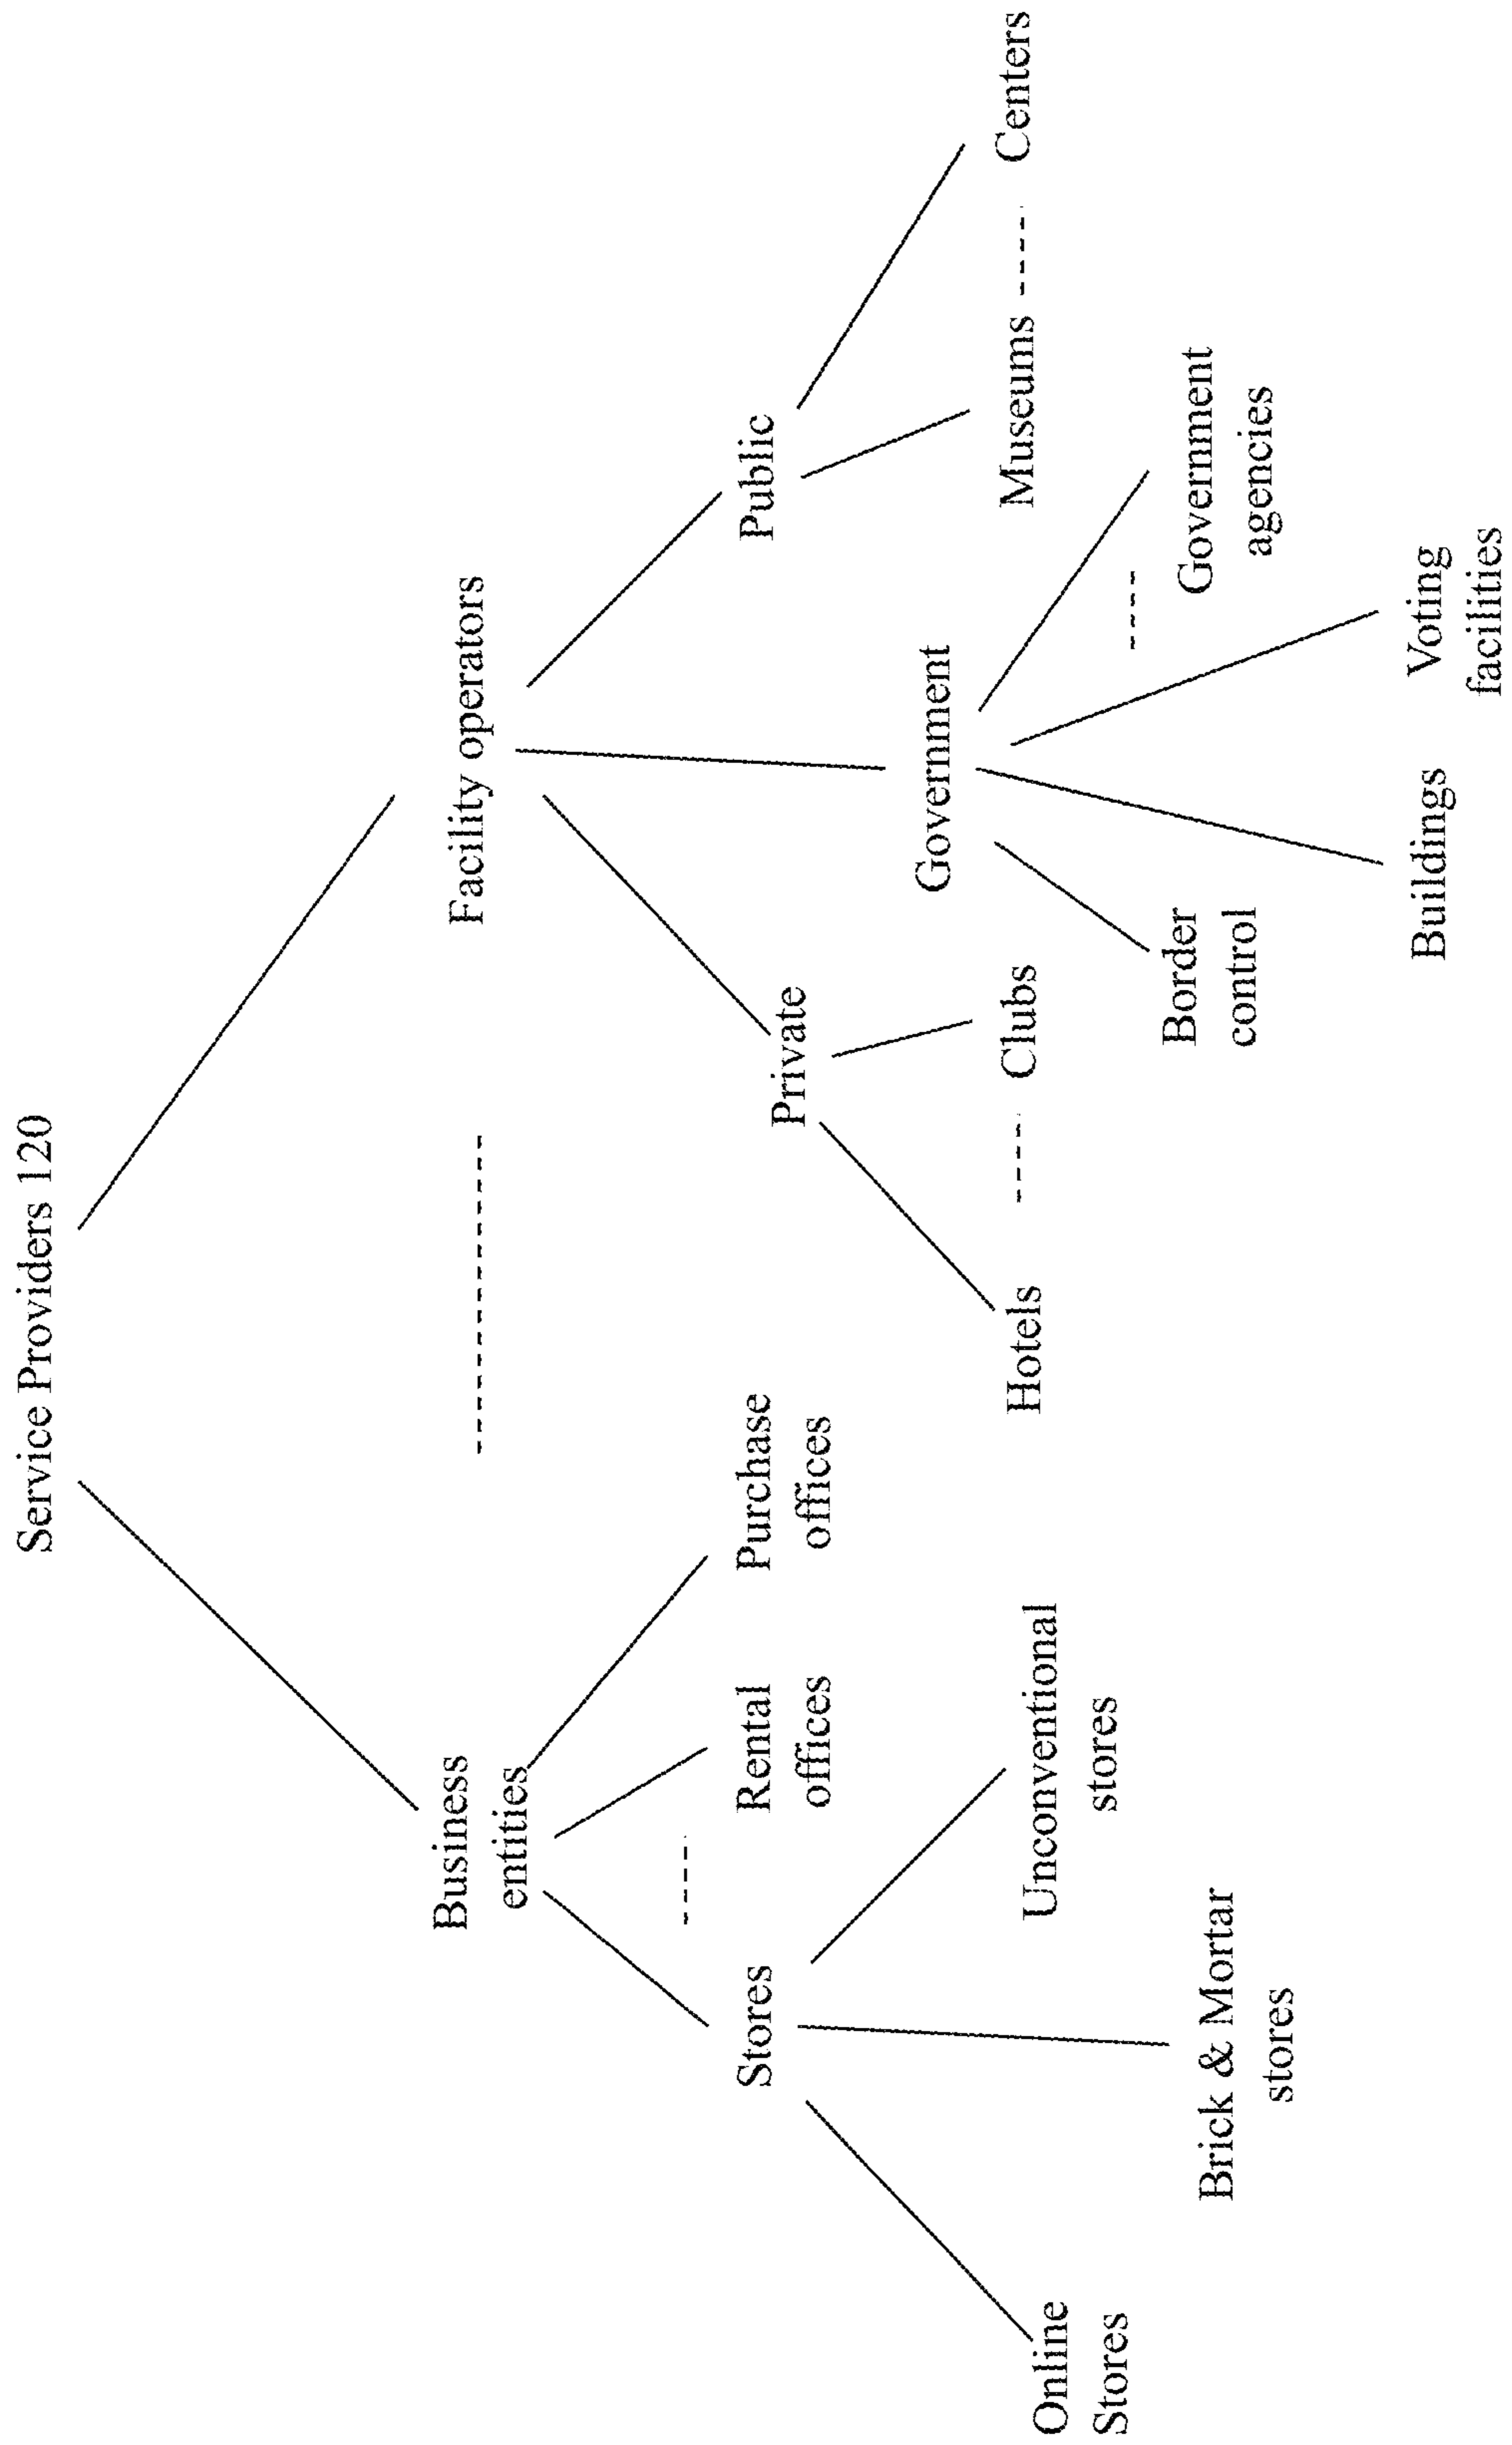 Service Providers 120
Business
entities
Facility operators
Stores
Rental
offices
Purchase
offices
Private
Public
Government
Online
Stores
Unconventional
stores
Brick & Mortar
stores
Hotels
Clubs
Museums
Centers
Border
control
Government
agencies
Buildings
Voting
facilities